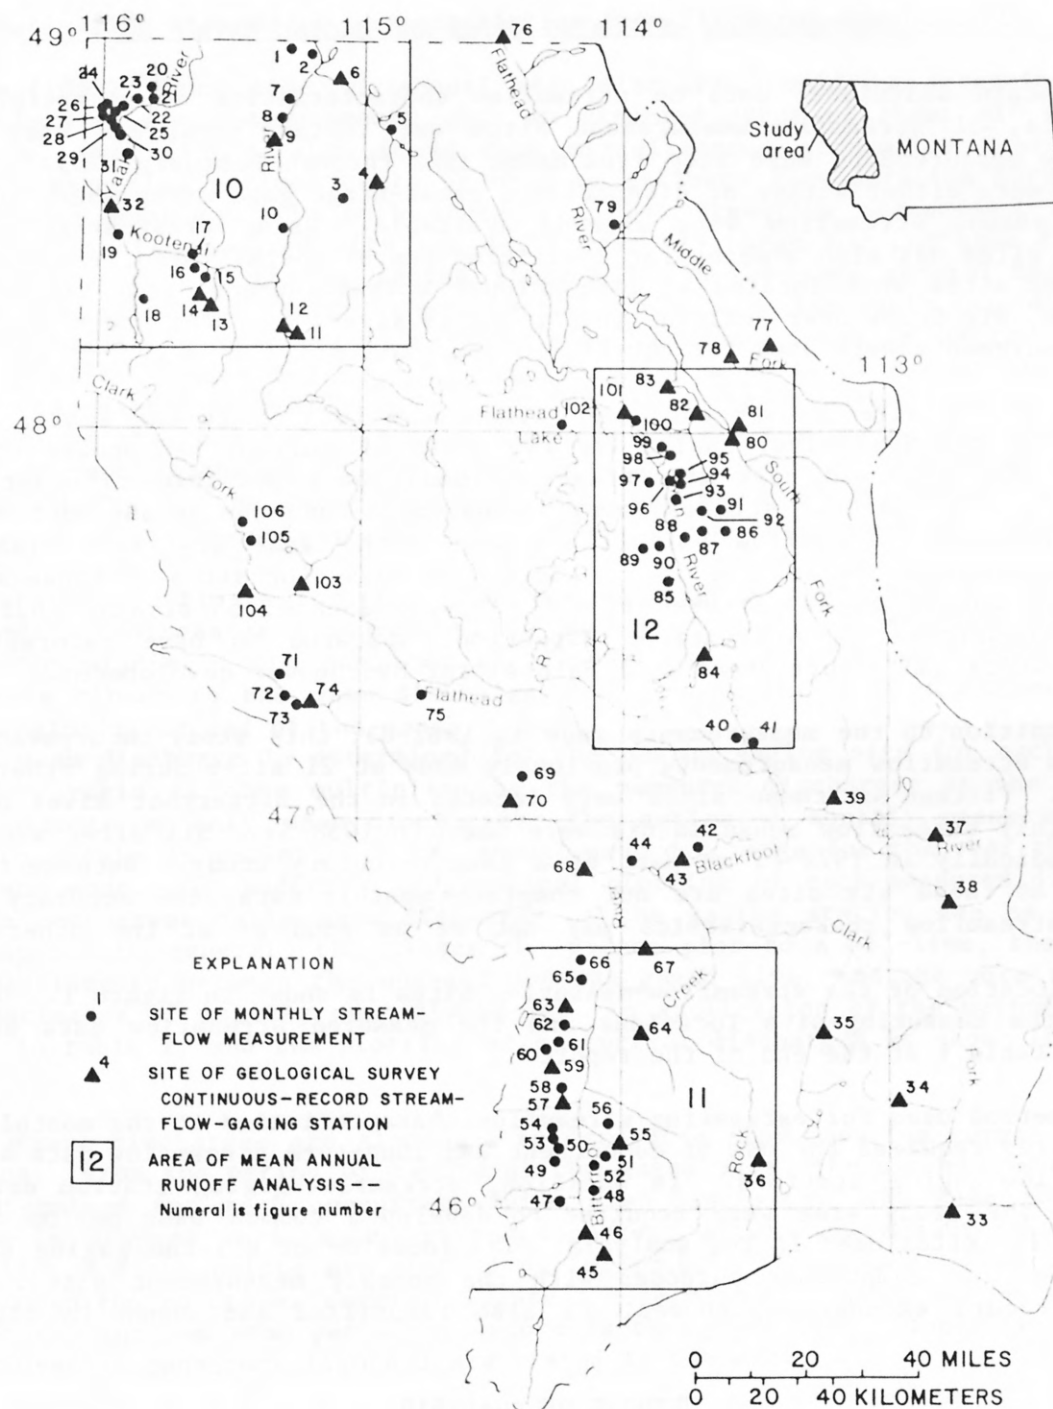 116° 115° 76 114°
49°
1 2 Flathead
24 23 20 River 6
26 21 7
27 22 8 5
28 25 River 9
29 30 4
31 Yaak 3
10
32 17 10
19 Kootenai
16 15
18 14 13 12 11
River 79
Middle
Study area
MONTANA
78 77
Fork 113°
Clark 83
101 82 81
48° Flathead Lake 102 100 80
99
98 95
94 South
Fork 97 93
96 91
106 88 92
105 89 90 87 86
85
River
103
104 12 Fork
71 84
72 74 Flathead
73 75 40 41
69
70 39
47° 42 37
44 Blackfoot River
68 43 38
River Clark
EXPLANATION
1
SITE OF MONTHLY STREAM-
FLOW MEASUREMENT
4
SITE OF GEOLOGICAL SURVEY
CONTINUOUS-RECORD STREAM-
FLOW-GAGING STATION
12 AREA OF MEAN ANNUAL
RUNOFF ANALYSIS--
Numeral is figure number
66 67
65 Creek
63 64 35
62
61
60
59 Fork
58 11 34
57 56
54 55
53 50 Rock
49 51 36
52
47 48
46° Bitterroot 33
46
45
0 20 40 MILES
0 20 40 KILOMETERS